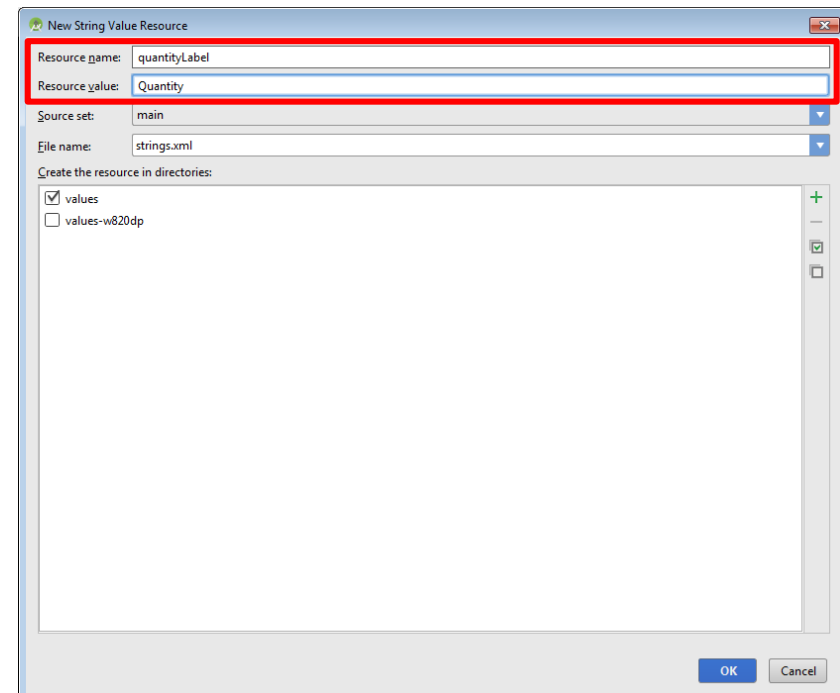 New String Value Resource
Resource name: quantityLabel
Resource value: Quantity
Source set: main
File name: strings.xml
Create the resource in directories:
values
values-w820dp
OK Cancel